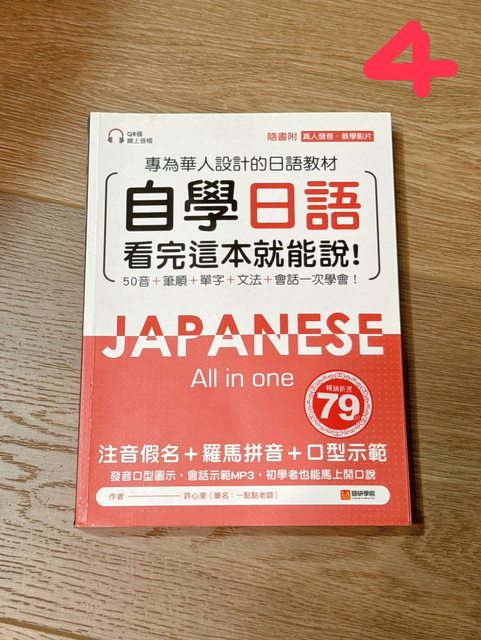 4
QR碼
線上音檔
隨書附 真人發音・教學影片
專為華人設計的日語教材
自學日語
看完這本就能說!
50音+筆順+單字+文法+會話一次學會!
JAPANESE
All in one
暢銷新書
79折
注音假名+羅馬拼音+口型示範
發音口型圖示,會話示範MP3,初學者也能馬上開口說
作者 許心瀠(筆名:一點點老師)
語研學院